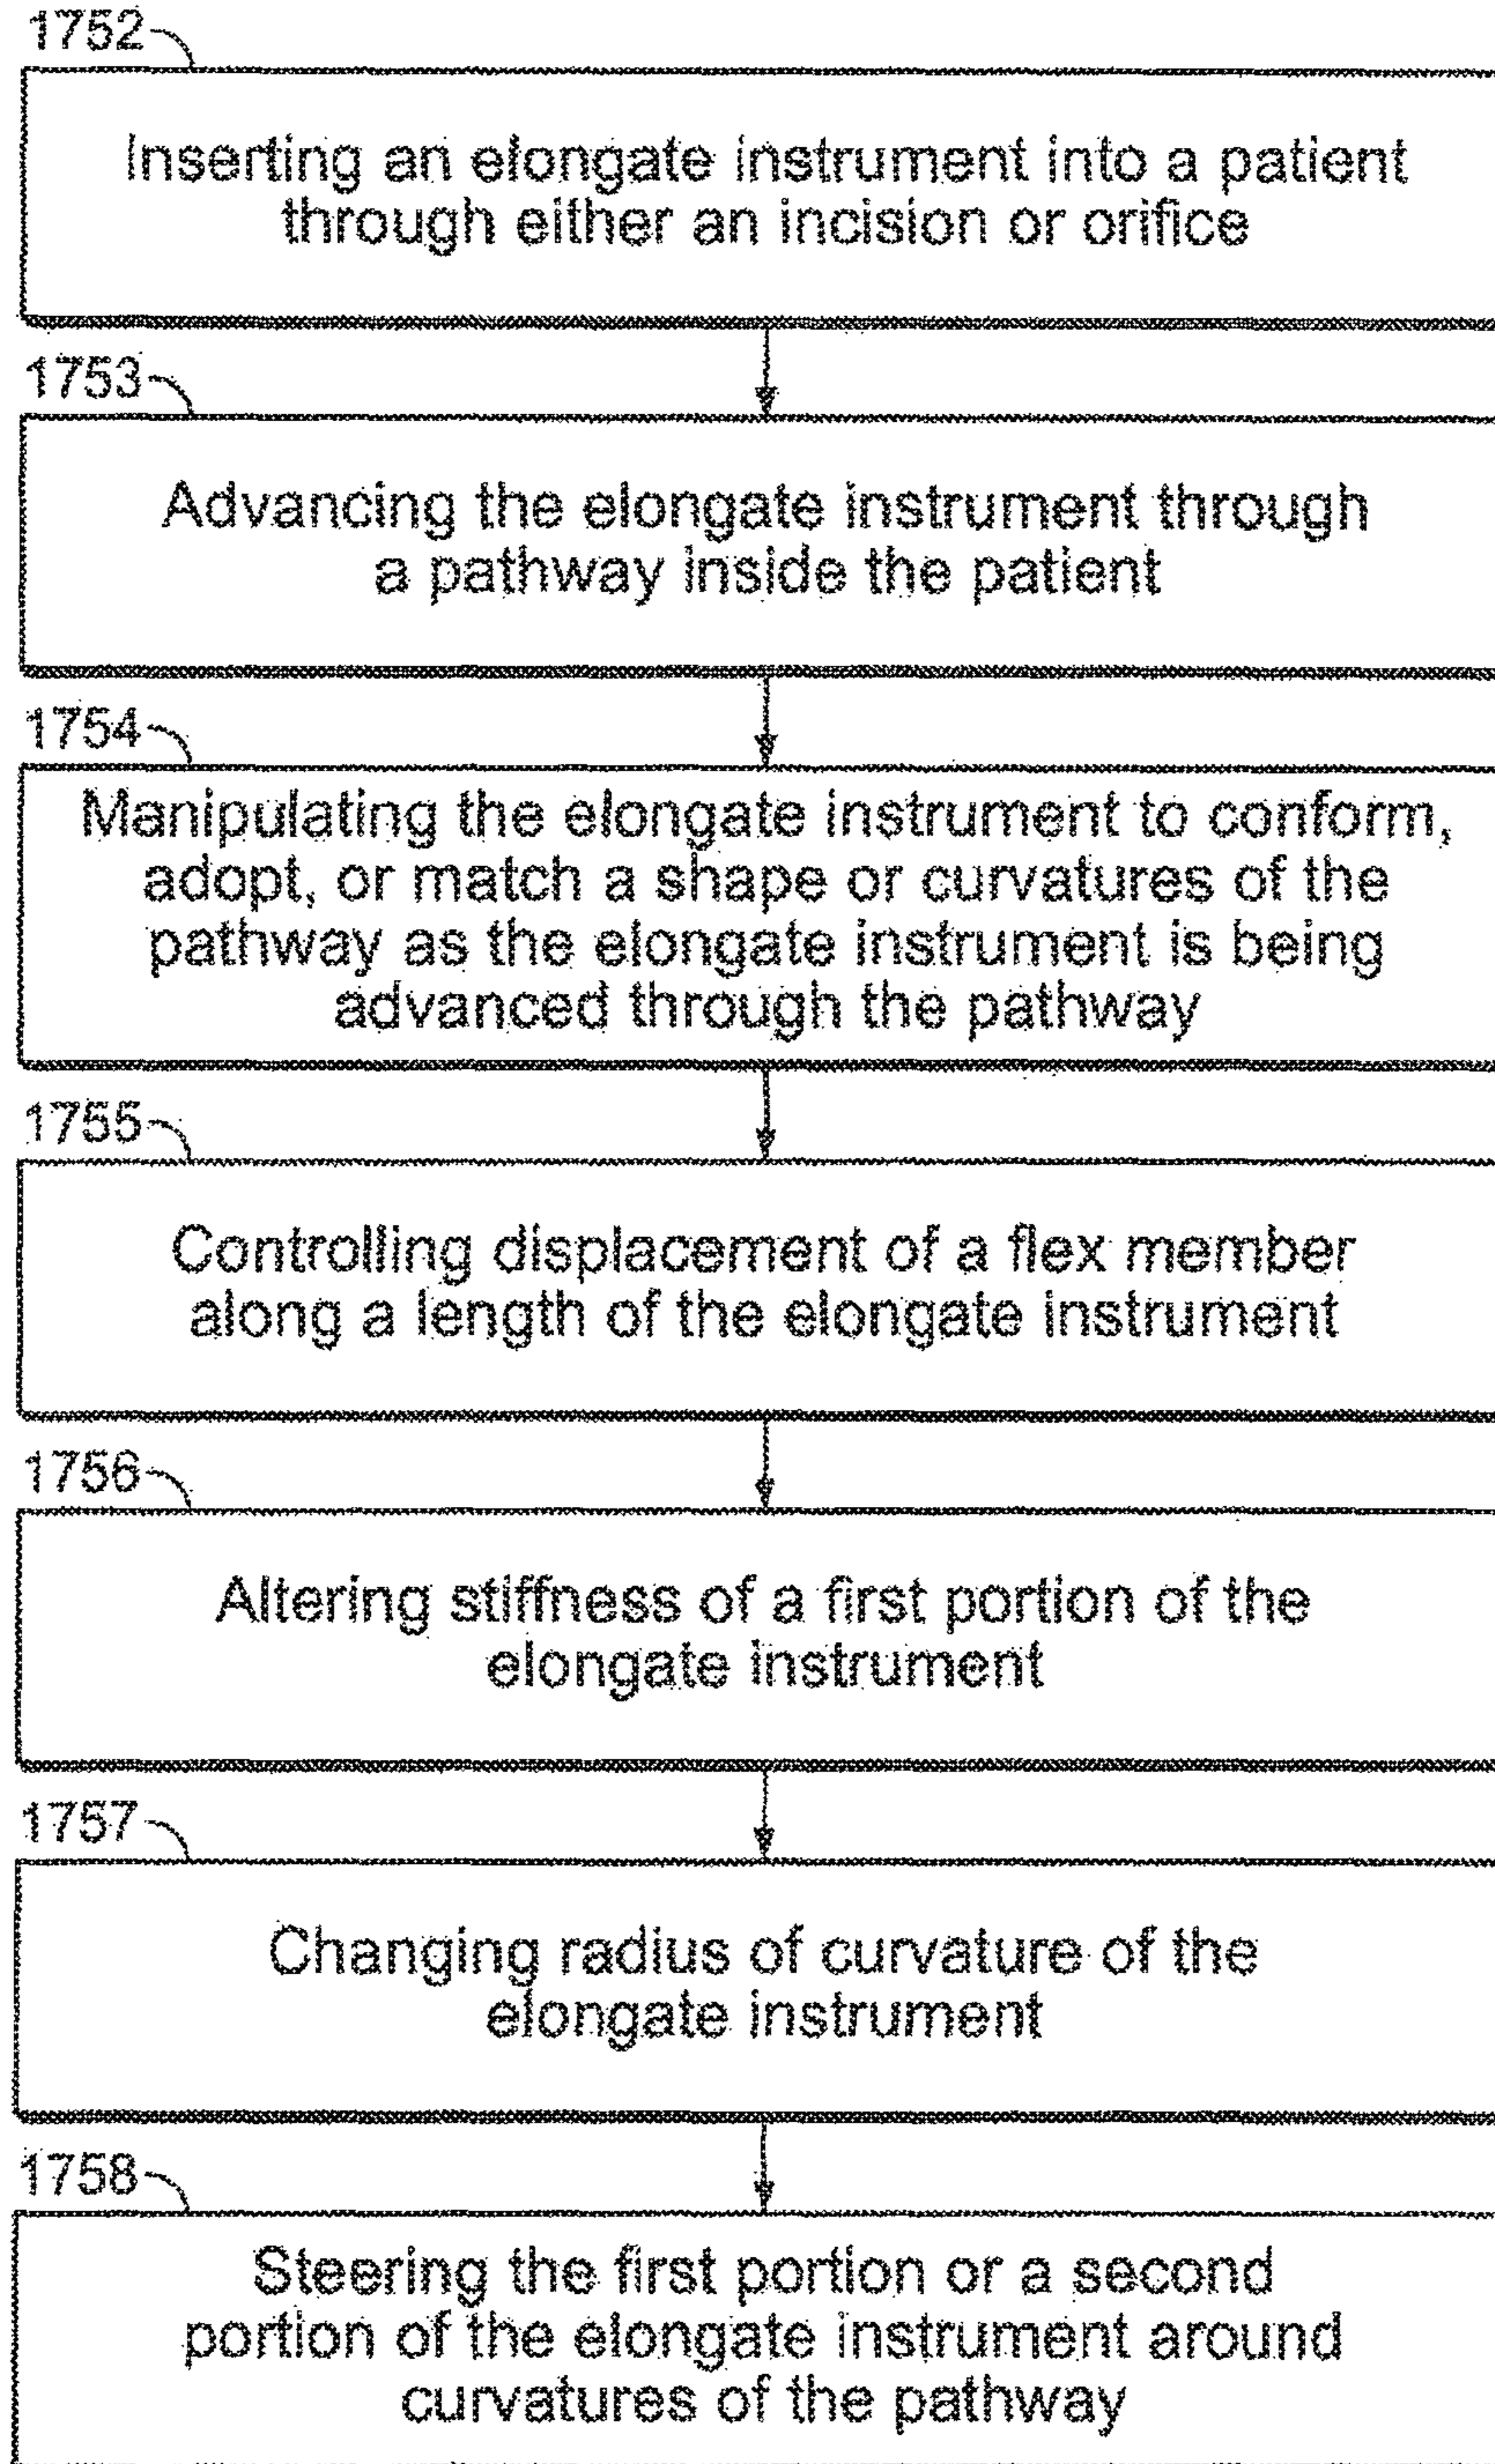 1752
Inserting an elongate instrument into a patient
through either an incision or orifice
1753
Advancing the elongate instrument through
a pathway inside the patient
1754
Manipulating the elongate instrument to conform,
adopt, or match a shape or curvatures of the
pathway as the elongate instrument is being
advanced through the pathway
1755
Controlling displacement of a flex member
along a length of the elongate instrument
1756
Altering stiffness of a first portion of the
elongate instrument
1757
Changing radius of curvature of the
elongate instrument
1758
Steering the first portion or a second
portion of the elongate instrument around
curvatures of the pathway